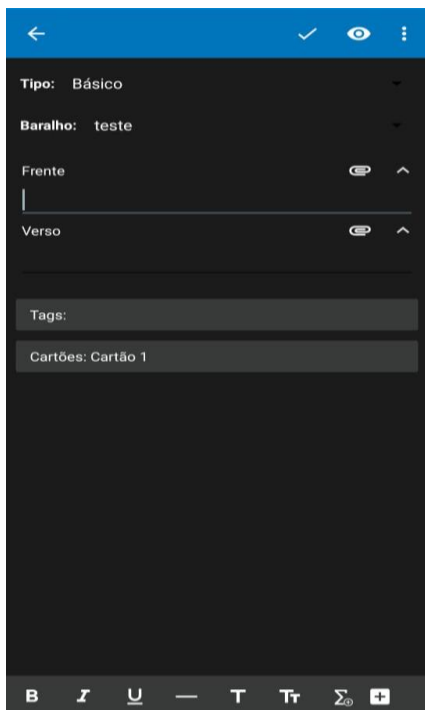 Tipo: Básico
Baralho: teste
Frente
Verso
Tags:
Cartões: Cartão 1
B I U — T Tт Σ